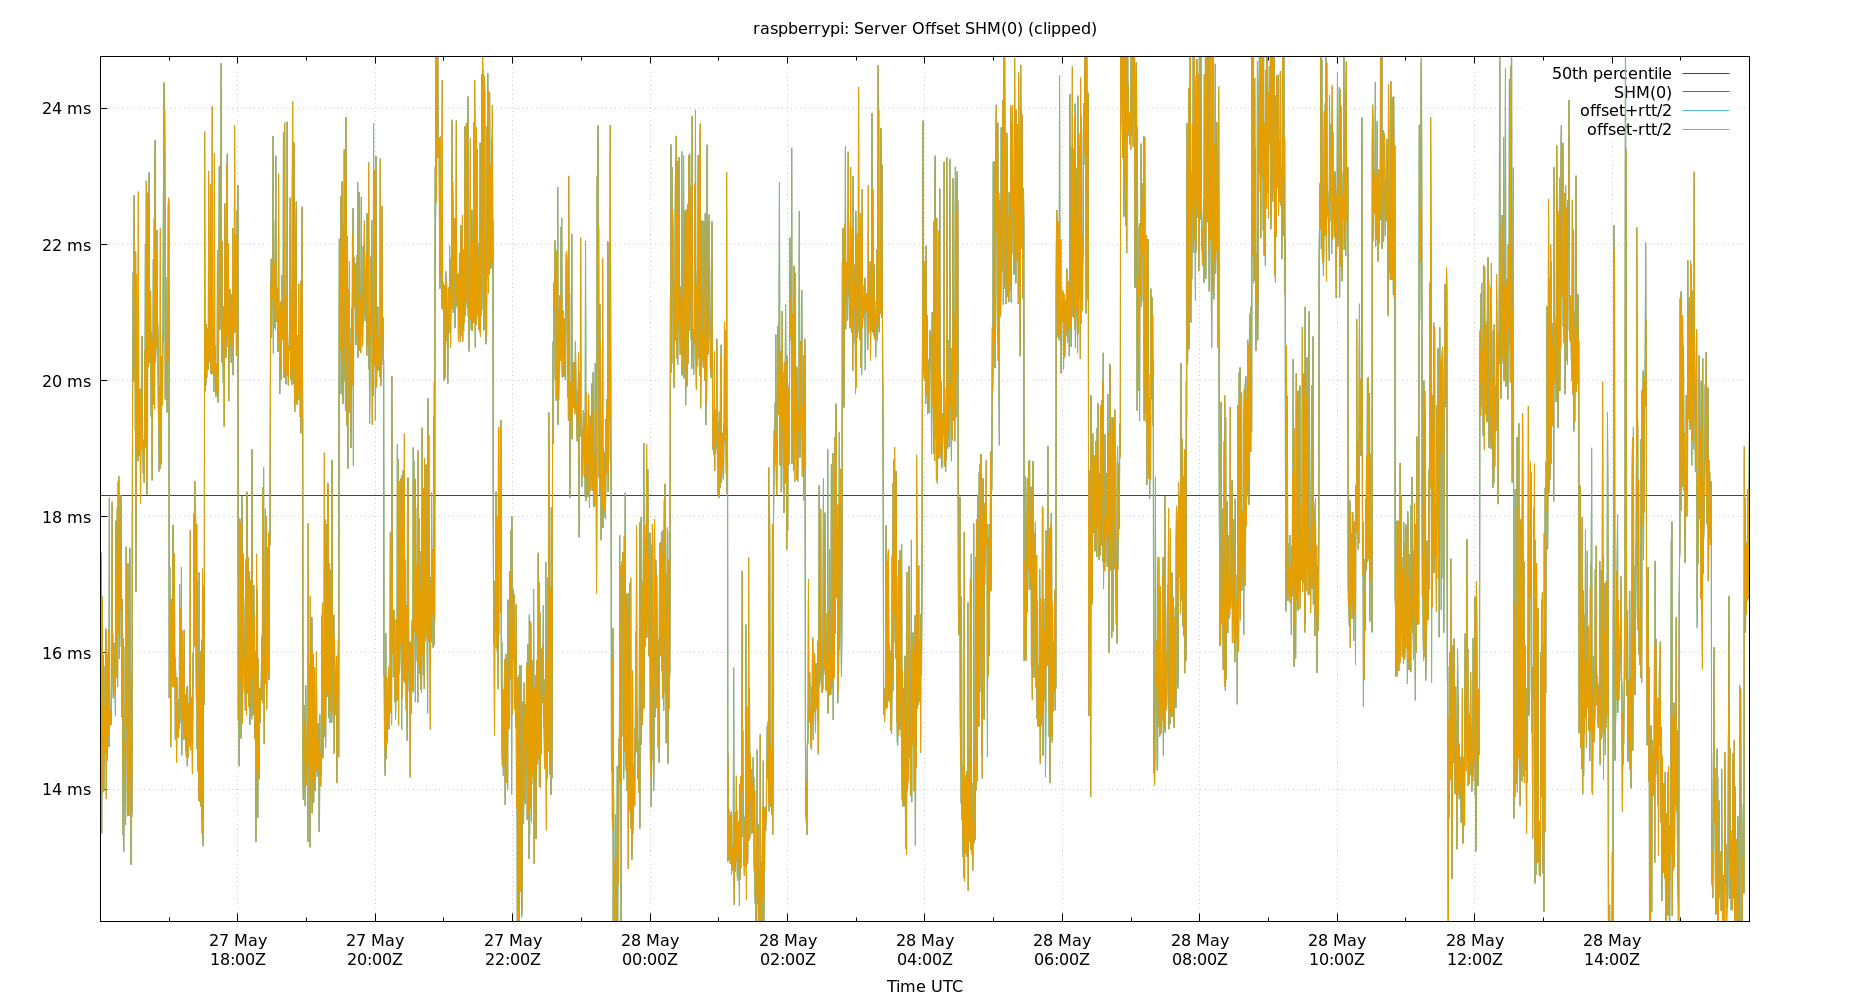 raspberrypi: Server Offset SHM(0) (clipped)
50th percentile
SHM(0)
offset+rtt/2
offset-rtt/2
24 ms
22 ms
20 ms
18 ms
16 ms
14 ms
27 May
18:00Z
27 May
20:00Z
27 May
22:00Z
28 May
00:00Z
28 May
02:00Z
28 May
04:00Z
28 May
06:00Z
28 May
08:00Z
28 May
10:00Z
28 May
12:00Z
28 May
14:00Z
Time UTC